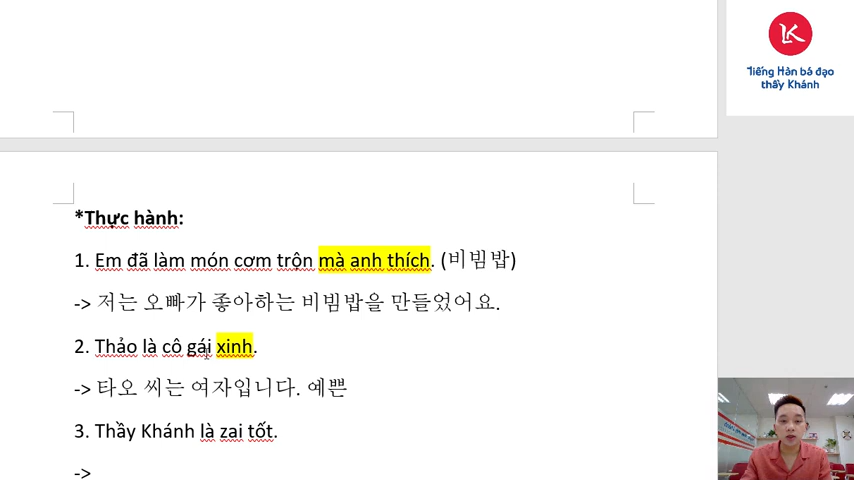 LK
Tiếng Hàn bá đạo
thầy Khánh
*Thực hành:
1. Em đã làm món cơm trộn mà anh thích. (비빔밥)
-> 저는 오빠가 좋아하는 비빔밥을 만들었어요.
2. Thảo là cô gái xinh.
-> 타오 씨는 여자입니다. 예쁜
3. Thầy Khánh là zai tốt.
->